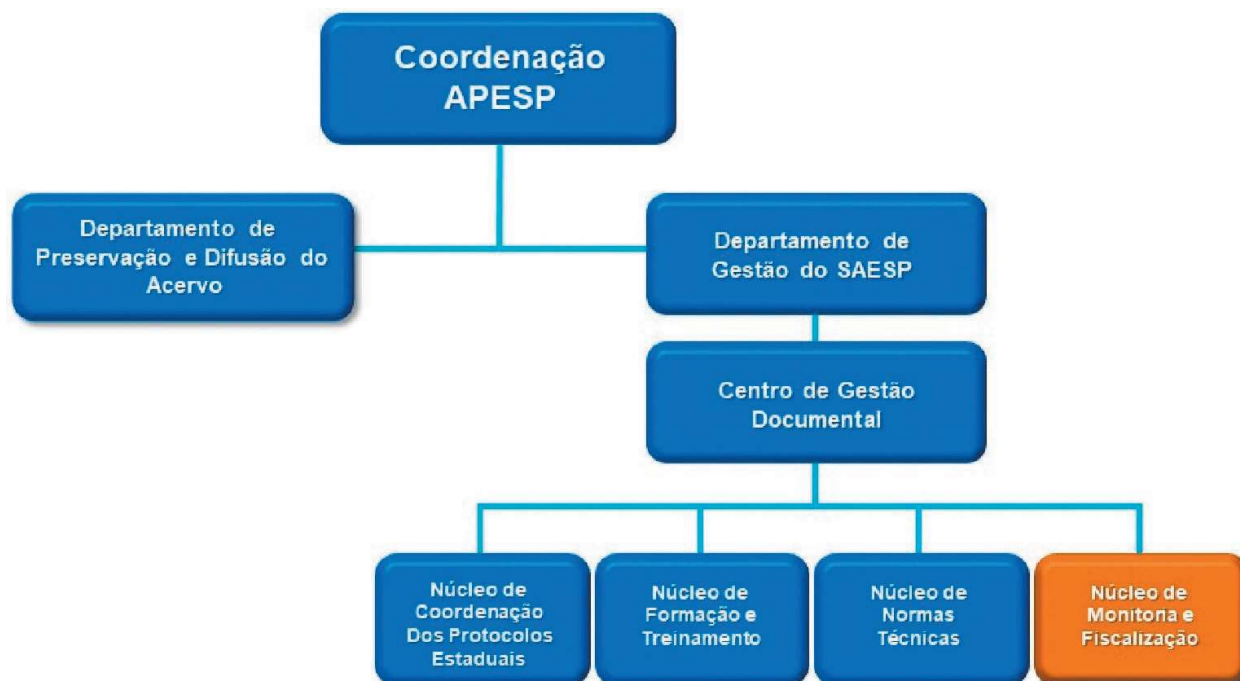 Coordenação
APESP
Departamento de
Preservação e Difusão do
Acervo
Departamento de
Gestão do SAESP
Centro de Gestão
Documental
Núcleo de
Coordenação
Dos Protocolos
Estaduais
Núcleo de
Formação e
Treinamento
Núcleo de
Normas
Técnicas
Núcleo de
Monitoria e
Fiscalização